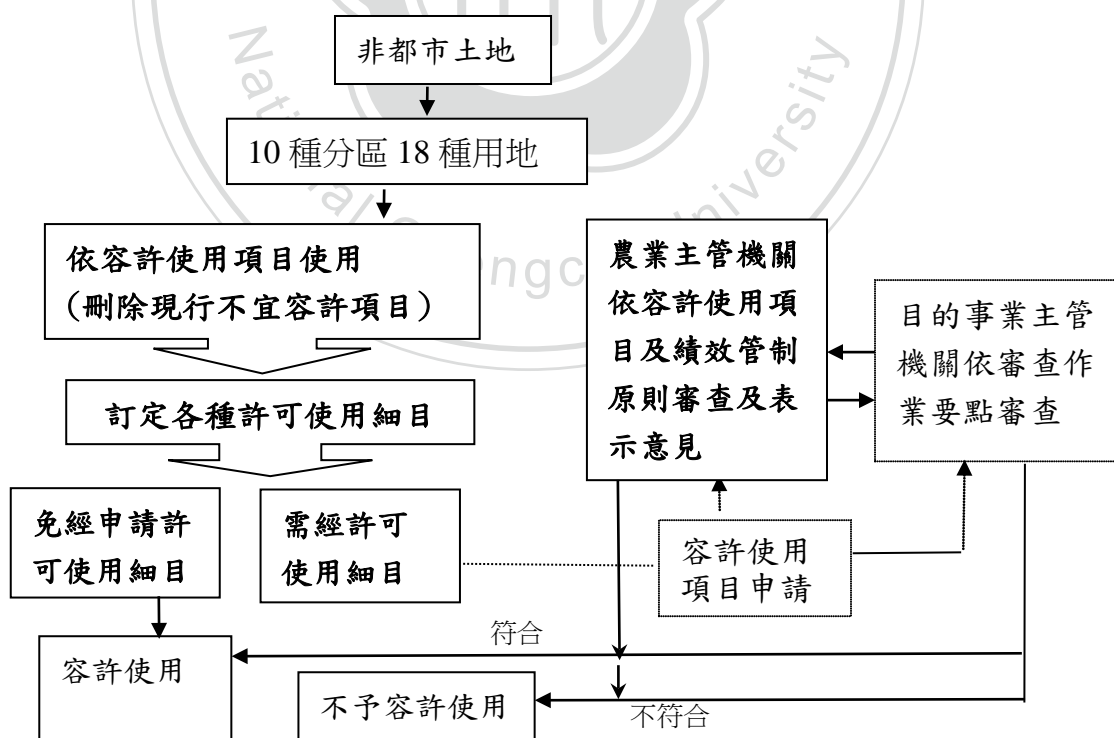 非都市土地
10 種分區 18 種用地
依容許使用項目使用
(刪除現行不宜容許項目)
訂定各種許可使用細目
免經申請許
可使用細目
需經許可
使用細目
農業主管機關
依容許使用項
目及績效管制
原則審查及表
示意見
目的事業主管
機關依審查作
業要點審查
容許使用
項目申請
符合
容許使用
不予容許使用
不符合
National
engc
University